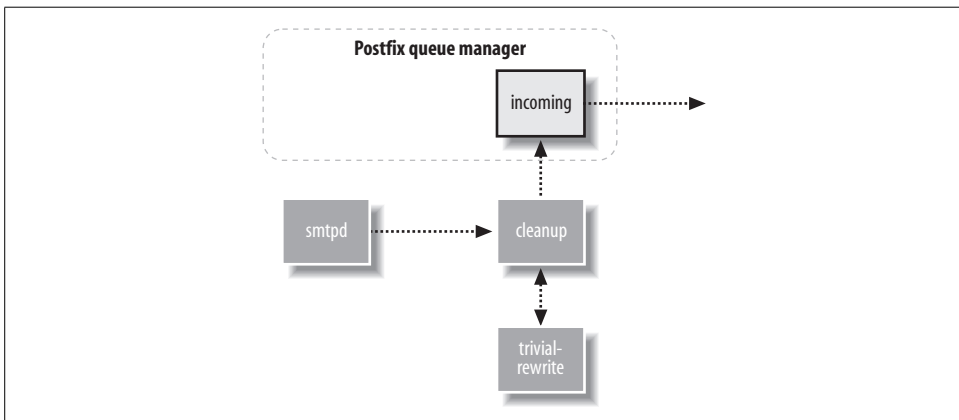 Postfix queue manager
incoming
smtpd
cleanup
trivial-
rewrite